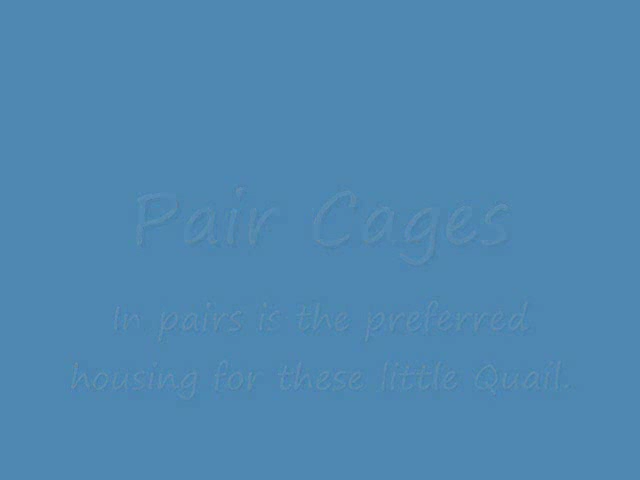 Pair Cages
In pairs is the preferred
housing for these little Quail.